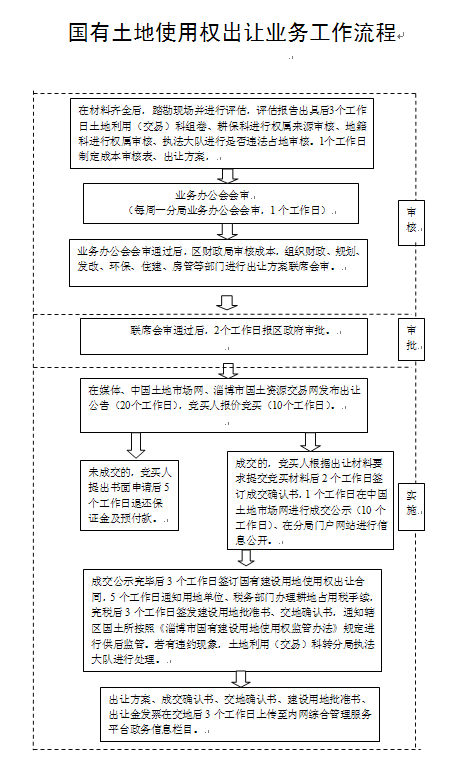 国有土地使用权出让业务工作流程
在材料齐全后，踏勘现场并进行评估，评估报告出具后3个工作
日土地利用（交易）科组卷、耕保科进行权属来源审核、地籍
科进行权属审核、执法大队进行是否违法占地审核。1个工作日
制定成本审核表、出让方案，
业务办公会会审
（每周一分局业务办公会会审，1 个工作日）
审
核
业务办公会会审通过后，区财政局审核成本，组织财政、规划、
发改、环保、住建、房管等部门进行出让方案联席会审。
联席会审通过后，2个工作日报区政府审批。
审
批
在媒体、中国土地市场网、淄博市国土资源交易网发布出让
公告（20个工作日），竞买人报价竞买（10个工作日）。
未成交的，竞买人
提出书面申请后 5
个工作日退还保
证金及预付款。
成交的，竞买人根据出让材料要
求提交竞买材料后 2 个工作日签
订成交确认书，1 个工作日在中国
土地市场网进行成交公示（10 个
工作日）、在分局门户网站进行信
息公开。
实
施
成交公示完毕后 3 个工作日签订国有建设用地使用权出让合
同，5 个工作日通知用地单位、税务部门办理耕地占用税手续，
完税后 3 个工作日签发建设用地批准书、交地确认书，通知辖
区国土所按照《淄博市国有建设用地使用权监管办法》规定进
行供后监管。若有违约现象，土地利用（交易）科转分局执法
大队进行处理。
出让方案、成交确认书、交地确认书、建设用地批准书、
出让金发票在交地后 3 个工作日上传至内网综合管理服务
平台政务信息栏目。